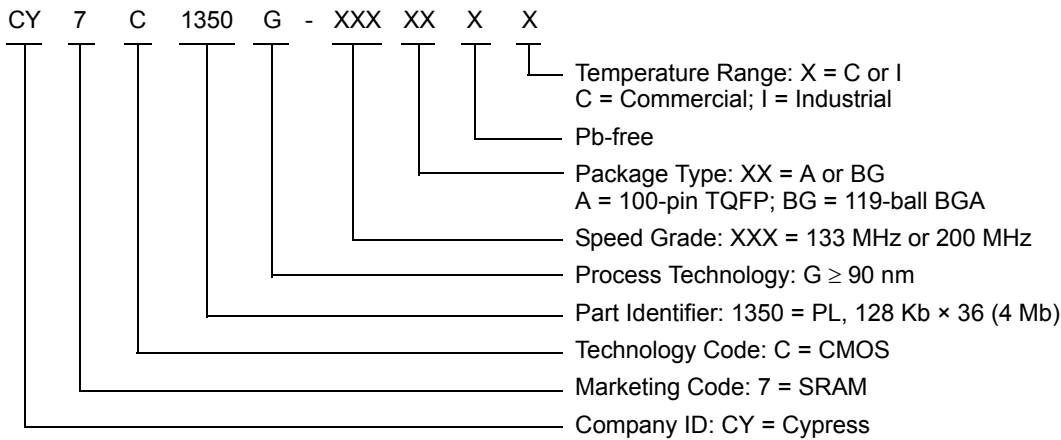 CY 7 C 1350 G - XXX XX X X
Temperature Range: X = C or I
C = Commercial; I = Industrial
Pb-free
Package Type: XX = A or BG
A = 100-pin TQFP; BG = 119-ball BGA
Speed Grade: XXX = 133 MHz or 200 MHz
Process Technology: G ≥ 90 nm
Part Identifier: 1350 = PL, 128 Kb × 36 (4 Mb)
Technology Code: C = CMOS
Marketing Code: 7 = SRAM
Company ID: CY = Cypress